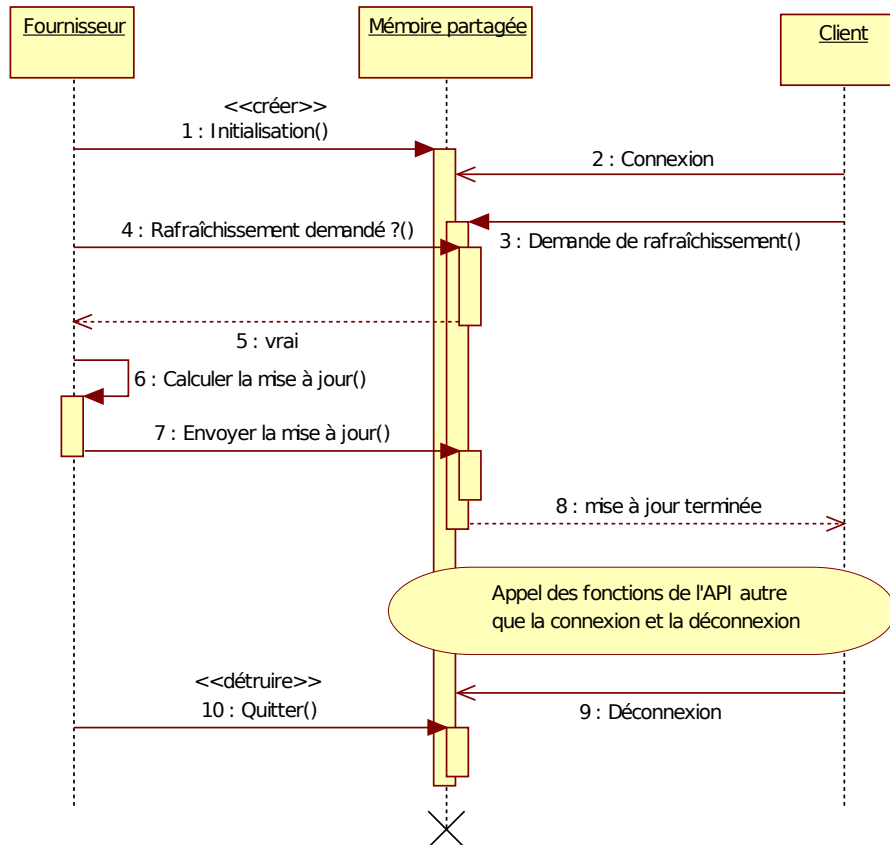 Fournisseur
Mémoire partagée
Client
<<créer>>
1 : Initialisation()
2 : Connexion
4 : Rafraîchissement demandé ?()
3 : Demande de rafraîchissement()
5 : vrai
6 : Calculer la mise à jour()
7 : Envoyer la mise à jour()
8 : mise à jour terminée
Appel des fonctions de l'API autre
que la connexion et la déconnexion
<<détruire>>
10 : Quitter()
9 : Déconnexion